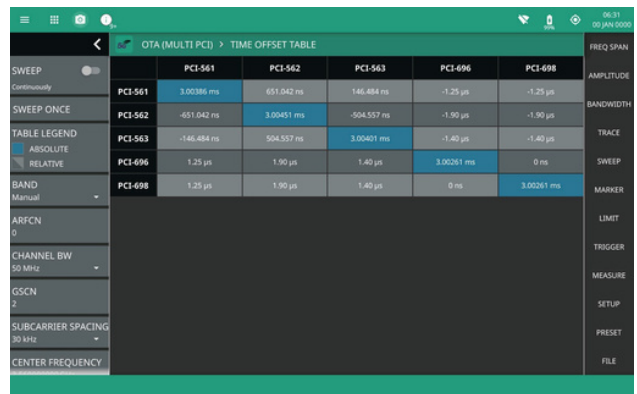 06:31
99%
00 JAN 0000
OTA (MULTI PCI) > TIME OFFSET TABLE
SWEEP
Continuously
SWEEP ONCE
TABLE LEGEND
ABSOLUTE
RELATIVE
BAND
Manual
ARFCN
0
CHANNEL BW
50 MHz
GSCN
2
SUBCARRIER SPACING
30 kHz
CENTER FREQUENCY
PCI-561 PCI-562 PCI-563 PCI-696 PCI-698
PCI-561 3.00386 ms 651.042 ns 146.484 ns -1.25 µs -1.25 µs
PCI-562 -651.042 ns 3.00451 ms -504.557 ns -1.90 µs -1.90 µs
PCI-563 -146.484 ns 504.557 ns 3.00401 ms -1.40 µs -1.40 µs
PCI-696 1.25 µs 1.90 µs 1.40 µs 3.00261 ms 0 ns
PCI-698 1.25 µs 1.90 µs 1.40 µs 0 ns 3.00261 ms
FREQ SPAN
AMPLITUDE
BANDWIDTH
TRACE
SWEEP
MARKER
LIMIT
TRIGGER
MEASURE
SETUP
PRESET
FILE